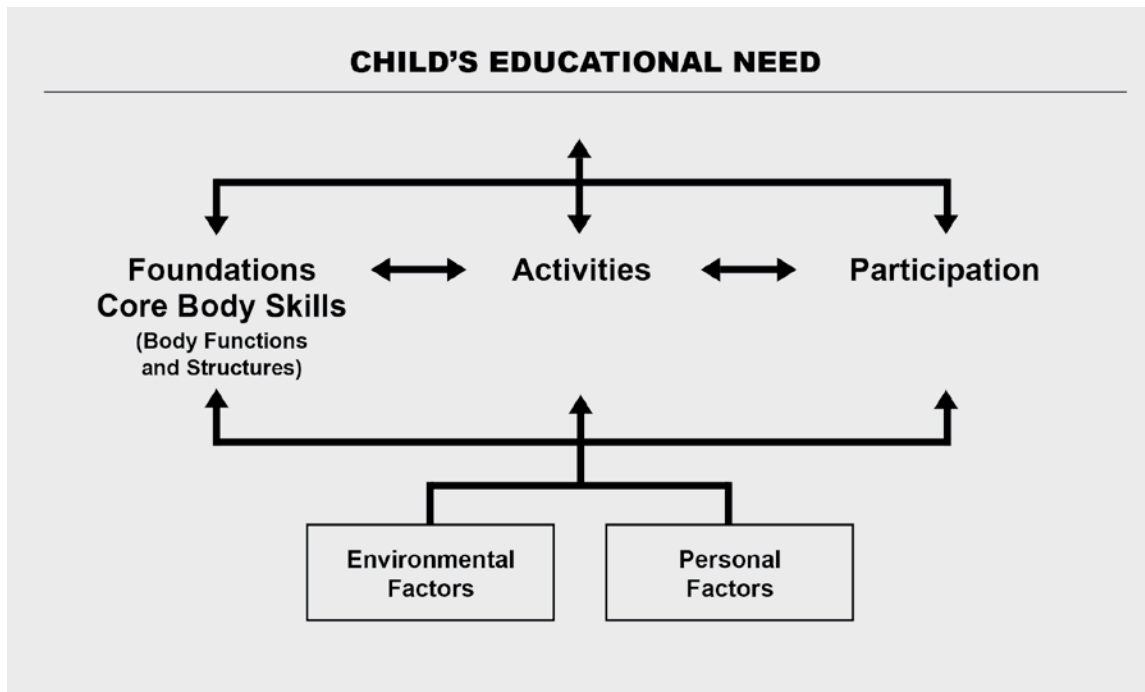 CHILD'S EDUCATIONAL NEED
Foundations
Core Body Skills
(Body Functions
and Structures)
Activities
Participation
Environmental
Factors
Personal
Factors